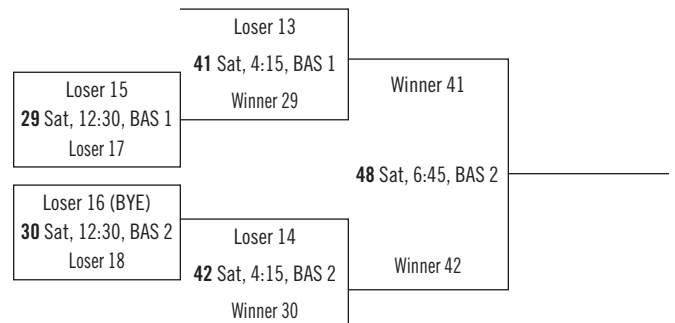 Loser 13
41 Sat, 4:15, BAS 1
Winner 29
Loser 15
29 Sat, 12:30, BAS 1
Loser 17
Winner 41
48 Sat, 6:45, BAS 2
Winner 42
Loser 16 (BYE)
30 Sat, 12:30, BAS 2
Loser 18
Loser 14
42 Sat, 4:15, BAS 2
Winner 30